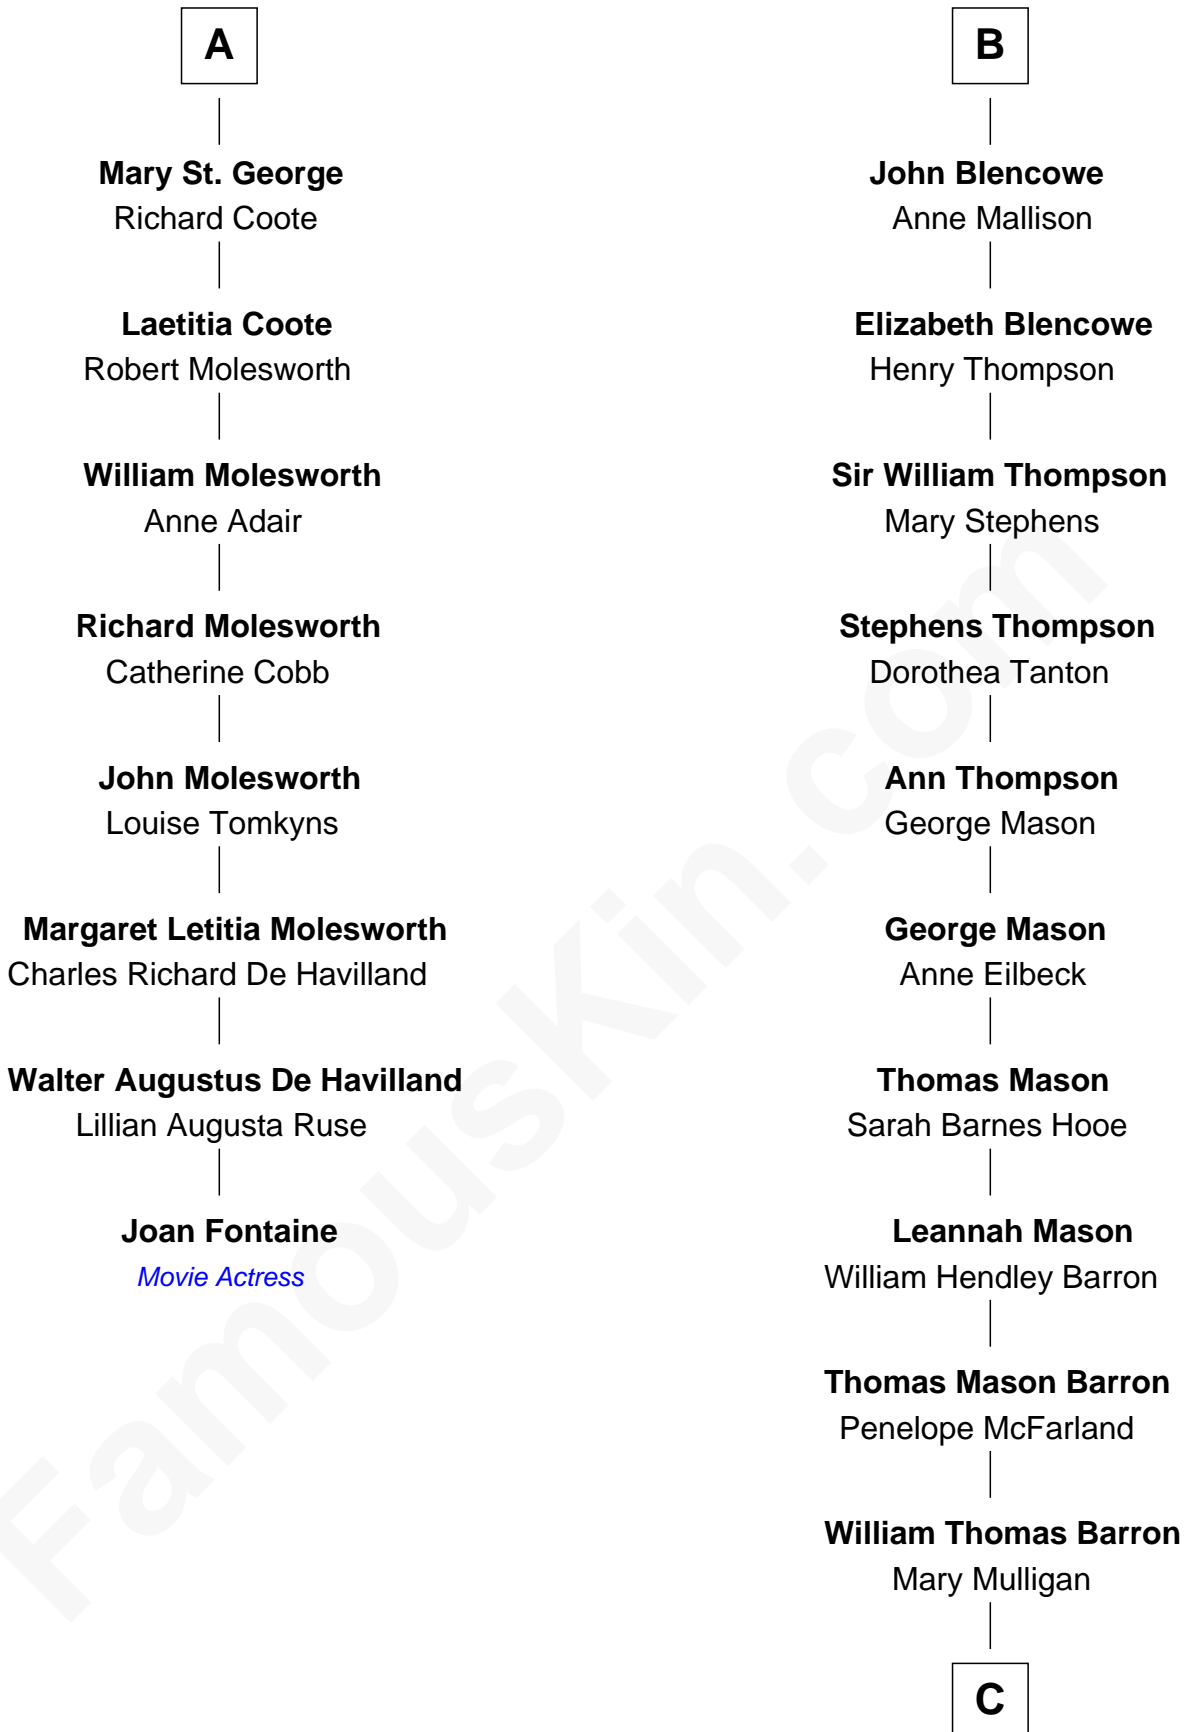 A
Mary St. George
Richard Coote
Laetitia Coote
Robert Molesworth
William Molesworth
Anne Adair
Richard Molesworth
Catherine Cobb
John Molesworth
Louise Tomkyns
Margaret Letitia Molesworth
Charles Richard De Havilland
Walter Augustus De Havilland
Lillian Augusta Ruse
Joan Fontaine
Movie Actress
B
John Blencowe
Anne Mallison
Elizabeth Blencowe
Henry Thompson
Sir William Thompson
Mary Stephens
Stephens Thompson
Dorothea Tanton
Ann Thompson
George Mason
George Mason
Anne Eilbeck
Thomas Mason
Sarah Barnes Hooe
Leannah Mason
William Hendley Barron
Thomas Mason Barron
Penelope McFarland
William Thomas Barron
Mary Mulligan
C
FamousKin.com